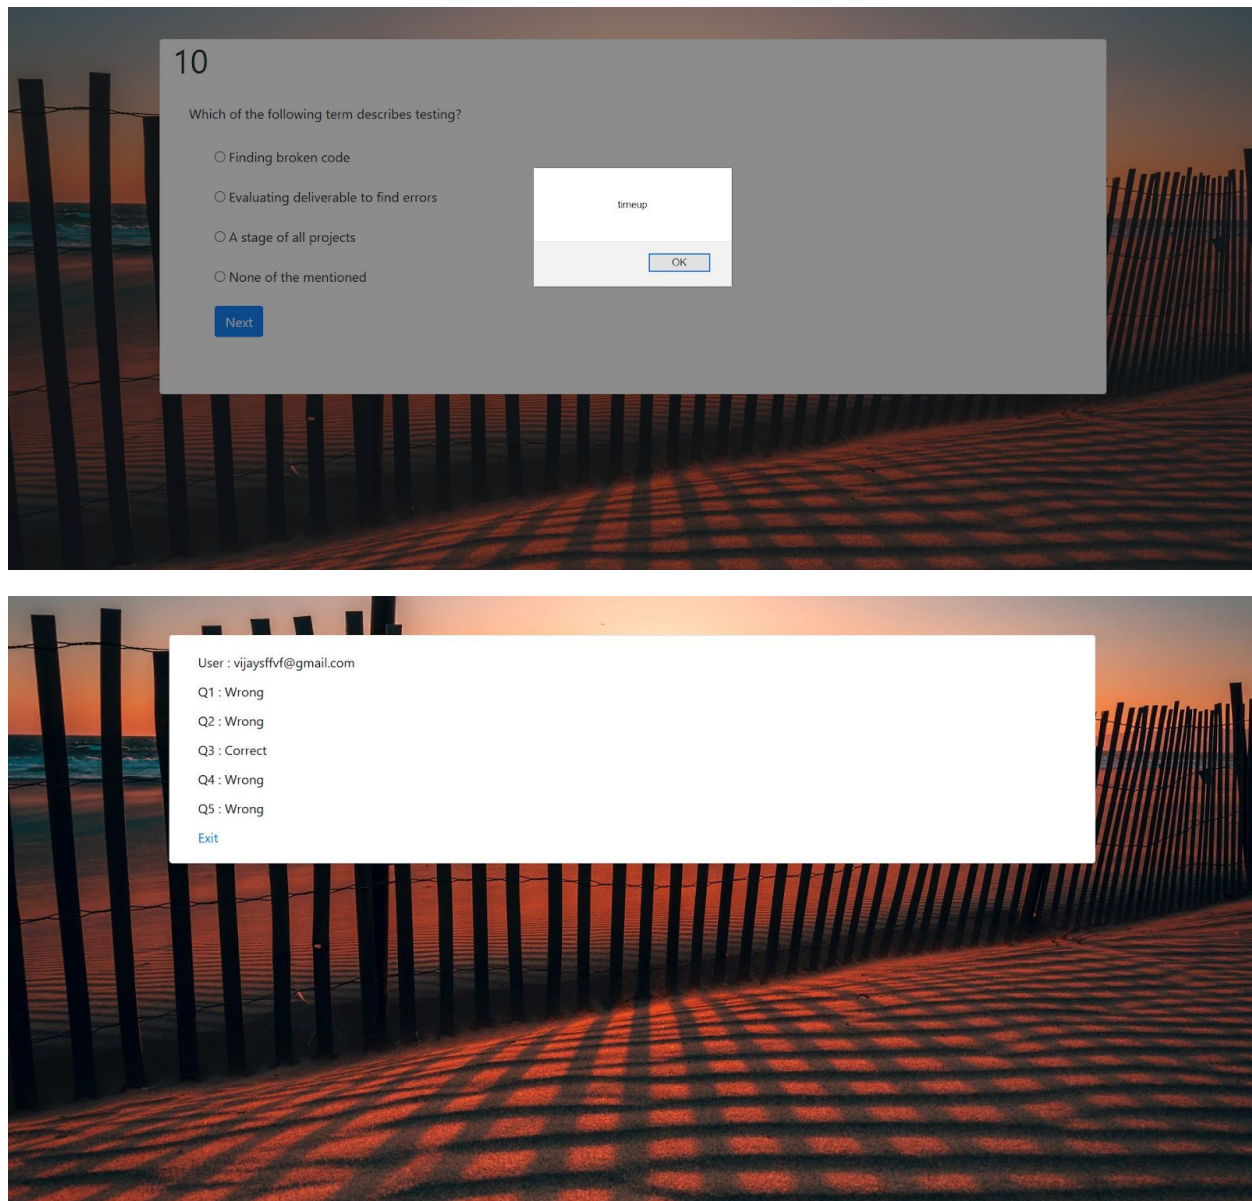 10
Which of the following term describes testing?
Finding broken code
Evaluating deliverable to find errors
A stage of all projects
None of the mentioned
Next
timeup
OK
User : vijaysffvf@gmail.com
Q1 : Wrong
Q2 : Wrong
Q3 : Correct
Q4 : Wrong
Q5 : Wrong
Exit